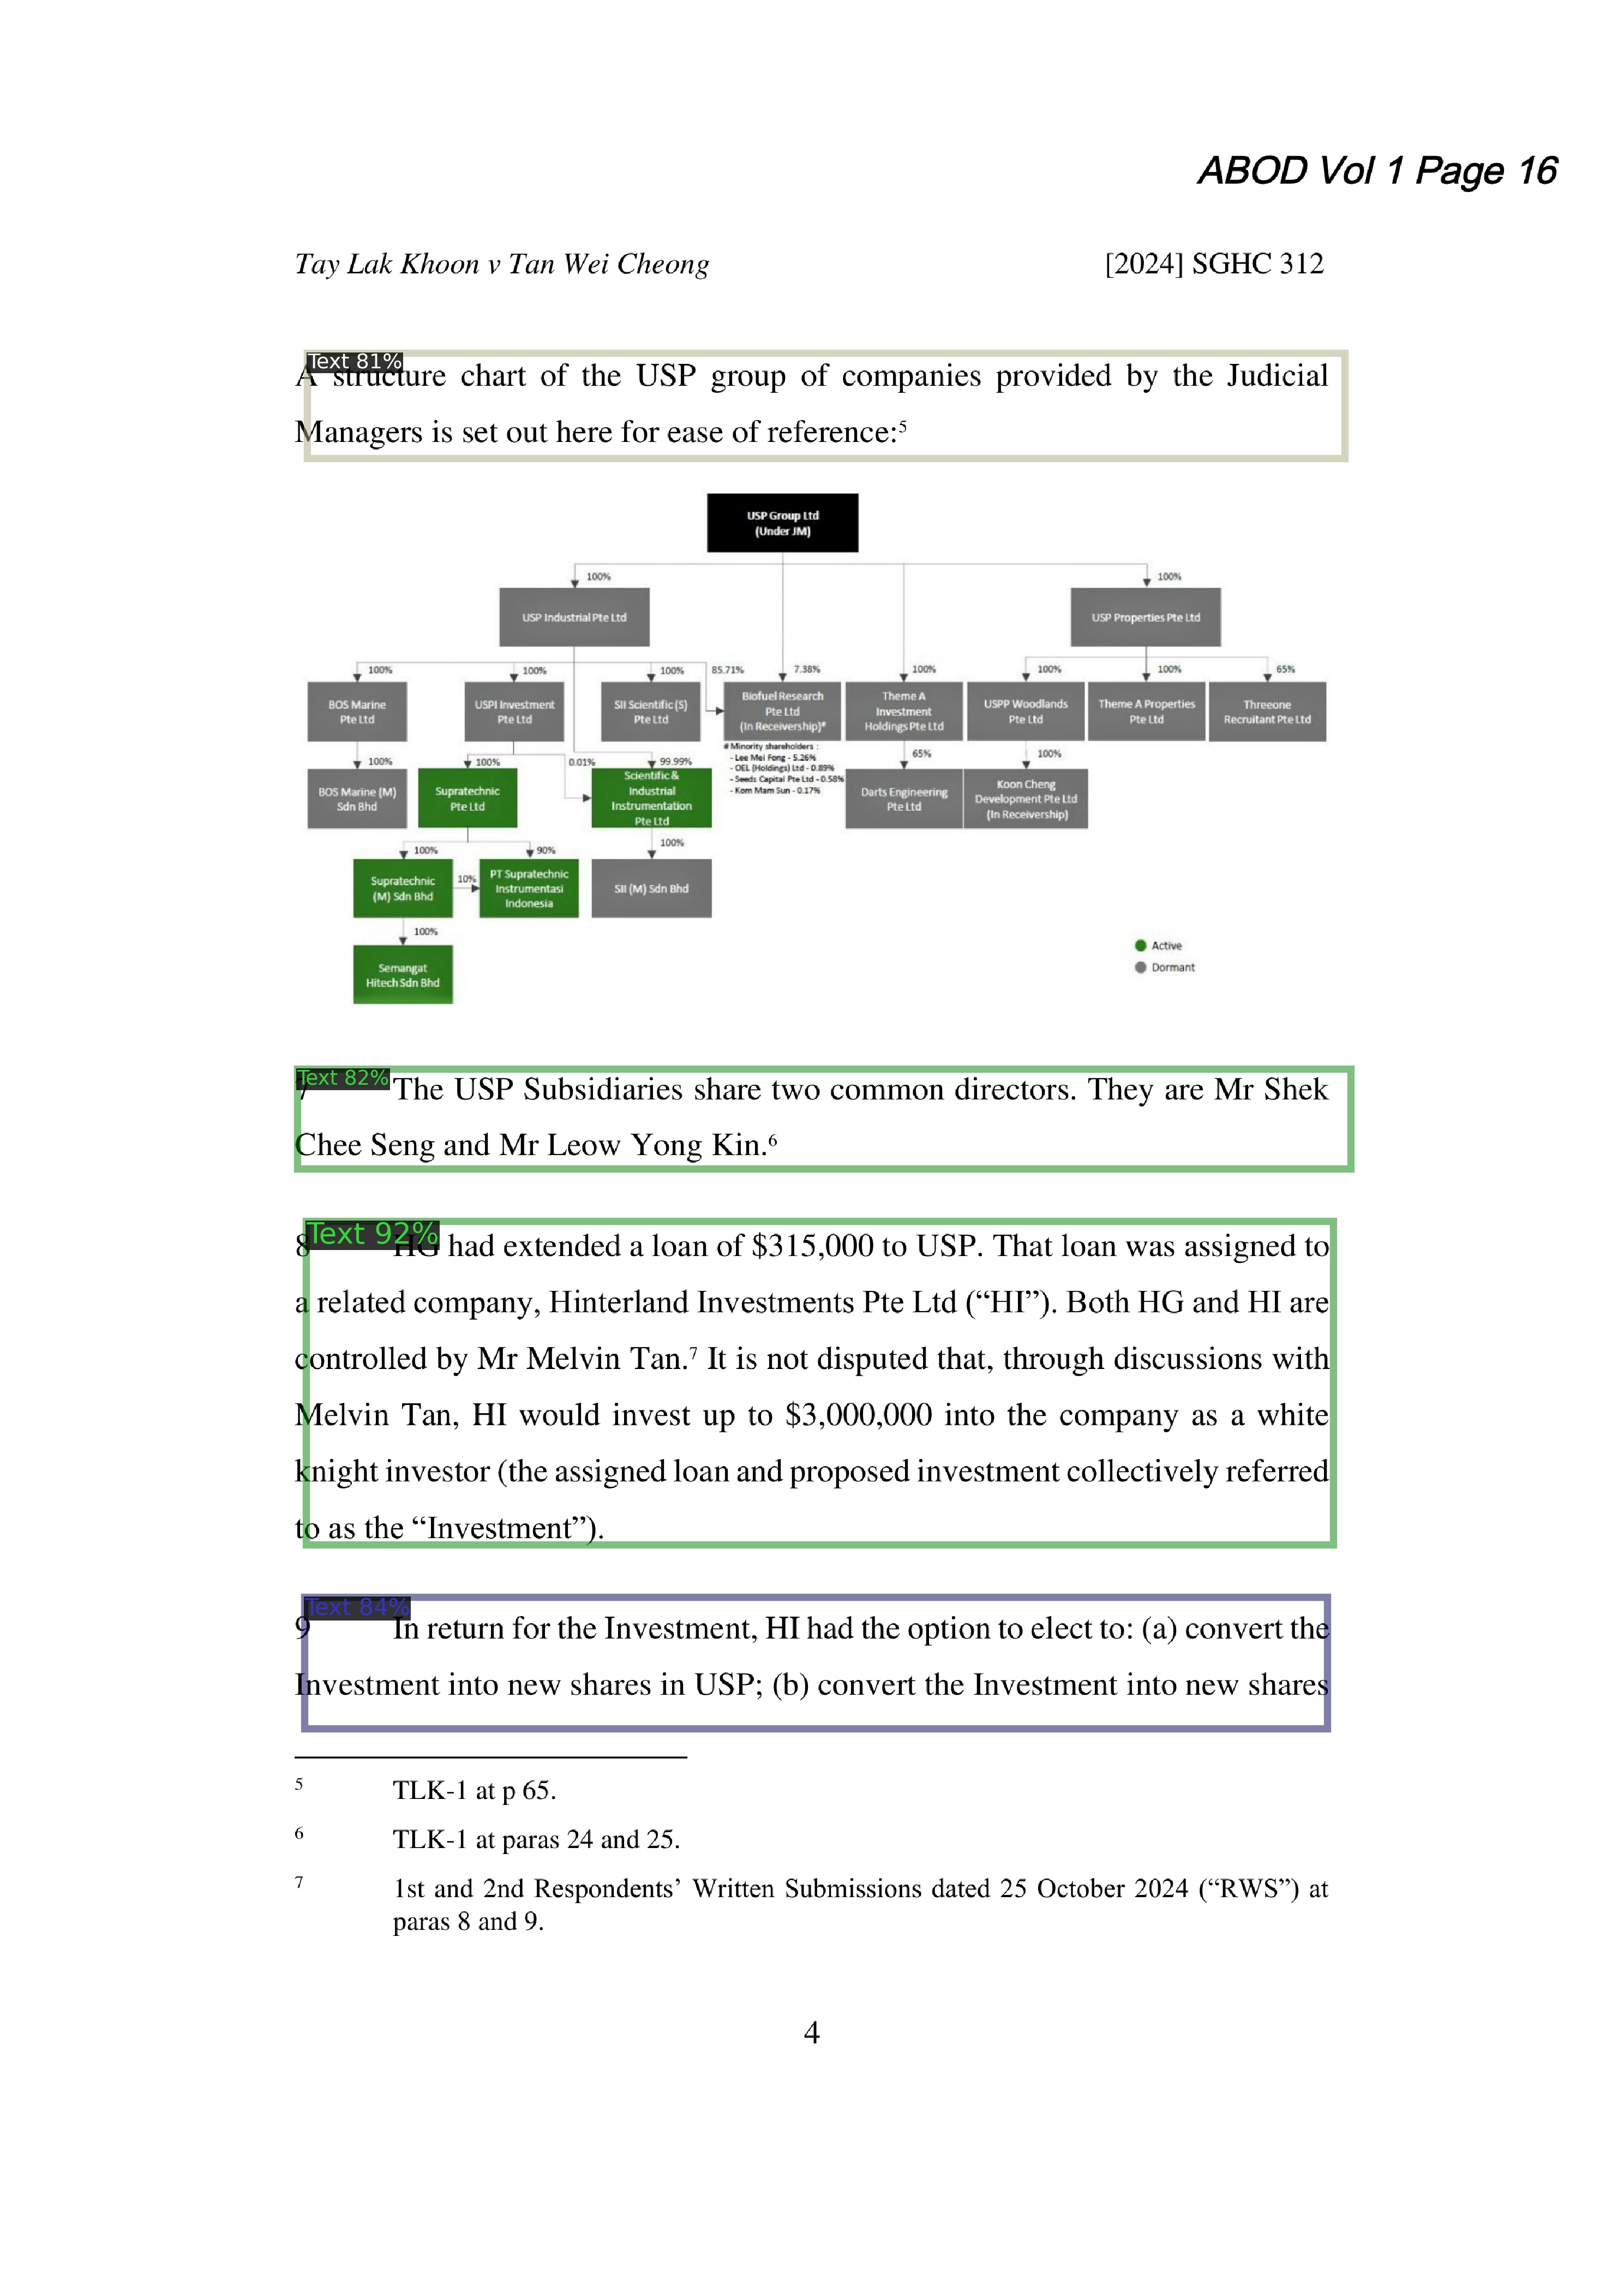 ABOD Vol 1 Page 16
Tay Lak Khoon v Tan Wei Cheong [2024] SGHC 312
Text 81%
A structure chart of the USP group of companies provided by the Judicial
Managers is set out here for ease of reference:5
USP Group Ltd
(Under JM)
100% 100%
USP Industrial Pte Ltd USP Properties Pte Ltd
100% 100% 100% 85.71% 7.38% 100% 100% 100% 65%
BOS Marine
Pte Ltd
USPI Investment
Pte Ltd
SII Scientific (S)
Pte Ltd
Biofuel Research
Pte Ltd
(In Receivership)#
Theme A
Investment
Holdings Pte Ltd
USPP Woodlands
Pte Ltd
Theme A Properties
Pte Ltd
Threeone
Recruitant Pte Ltd
# Minority shareholders :
- Lee Mei Fong - 5.26%
- OEL (Holdings) Ltd - 0.89%
- Seeds Capital Pte Ltd - 0.58%
- Kom Mam Sun - 0.17%
100% 100% 0.01% 99.99% 65% 100%
BOS Marine (M)
Sdn Bhd
Supratechnic
Pte Ltd
Scientific &
Industrial
Instrumentation
Pte Ltd
Darts Engineering
Pte Ltd
Koon Cheng
Development Pte Ltd
(In Receivership)
100% 90% 100%
Supratechnic
(M) Sdn Bhd
10%
PT Supratechnic
Instrumentasi
Indonesia
SII (M) Sdn Bhd
100%
Semangat
Hitech Sdn Bhd
Active
Dormant
Text 82%
7 The USP Subsidiaries share two common directors. They are Mr Shek
Chee Seng and Mr Leow Yong Kin.6
Text 92%
8 HG had extended a loan of $315,000 to USP. That loan was assigned to
a related company, Hinterland Investments Pte Ltd (“HI”). Both HG and HI are
controlled by Mr Melvin Tan.7 It is not disputed that, through discussions with
Melvin Tan, HI would invest up to $3,000,000 into the company as a white
knight investor (the assigned loan and proposed investment collectively referred
to as the “Investment”).
Text 84%
9 In return for the Investment, HI had the option to elect to: (a) convert the
Investment into new shares in USP; (b) convert the Investment into new shares
5 TLK-1 at p 65.
6 TLK-1 at paras 24 and 25.
7 1st and 2nd Respondents’ Written Submissions dated 25 October 2024 (“RWS”) at
paras 8 and 9.
4